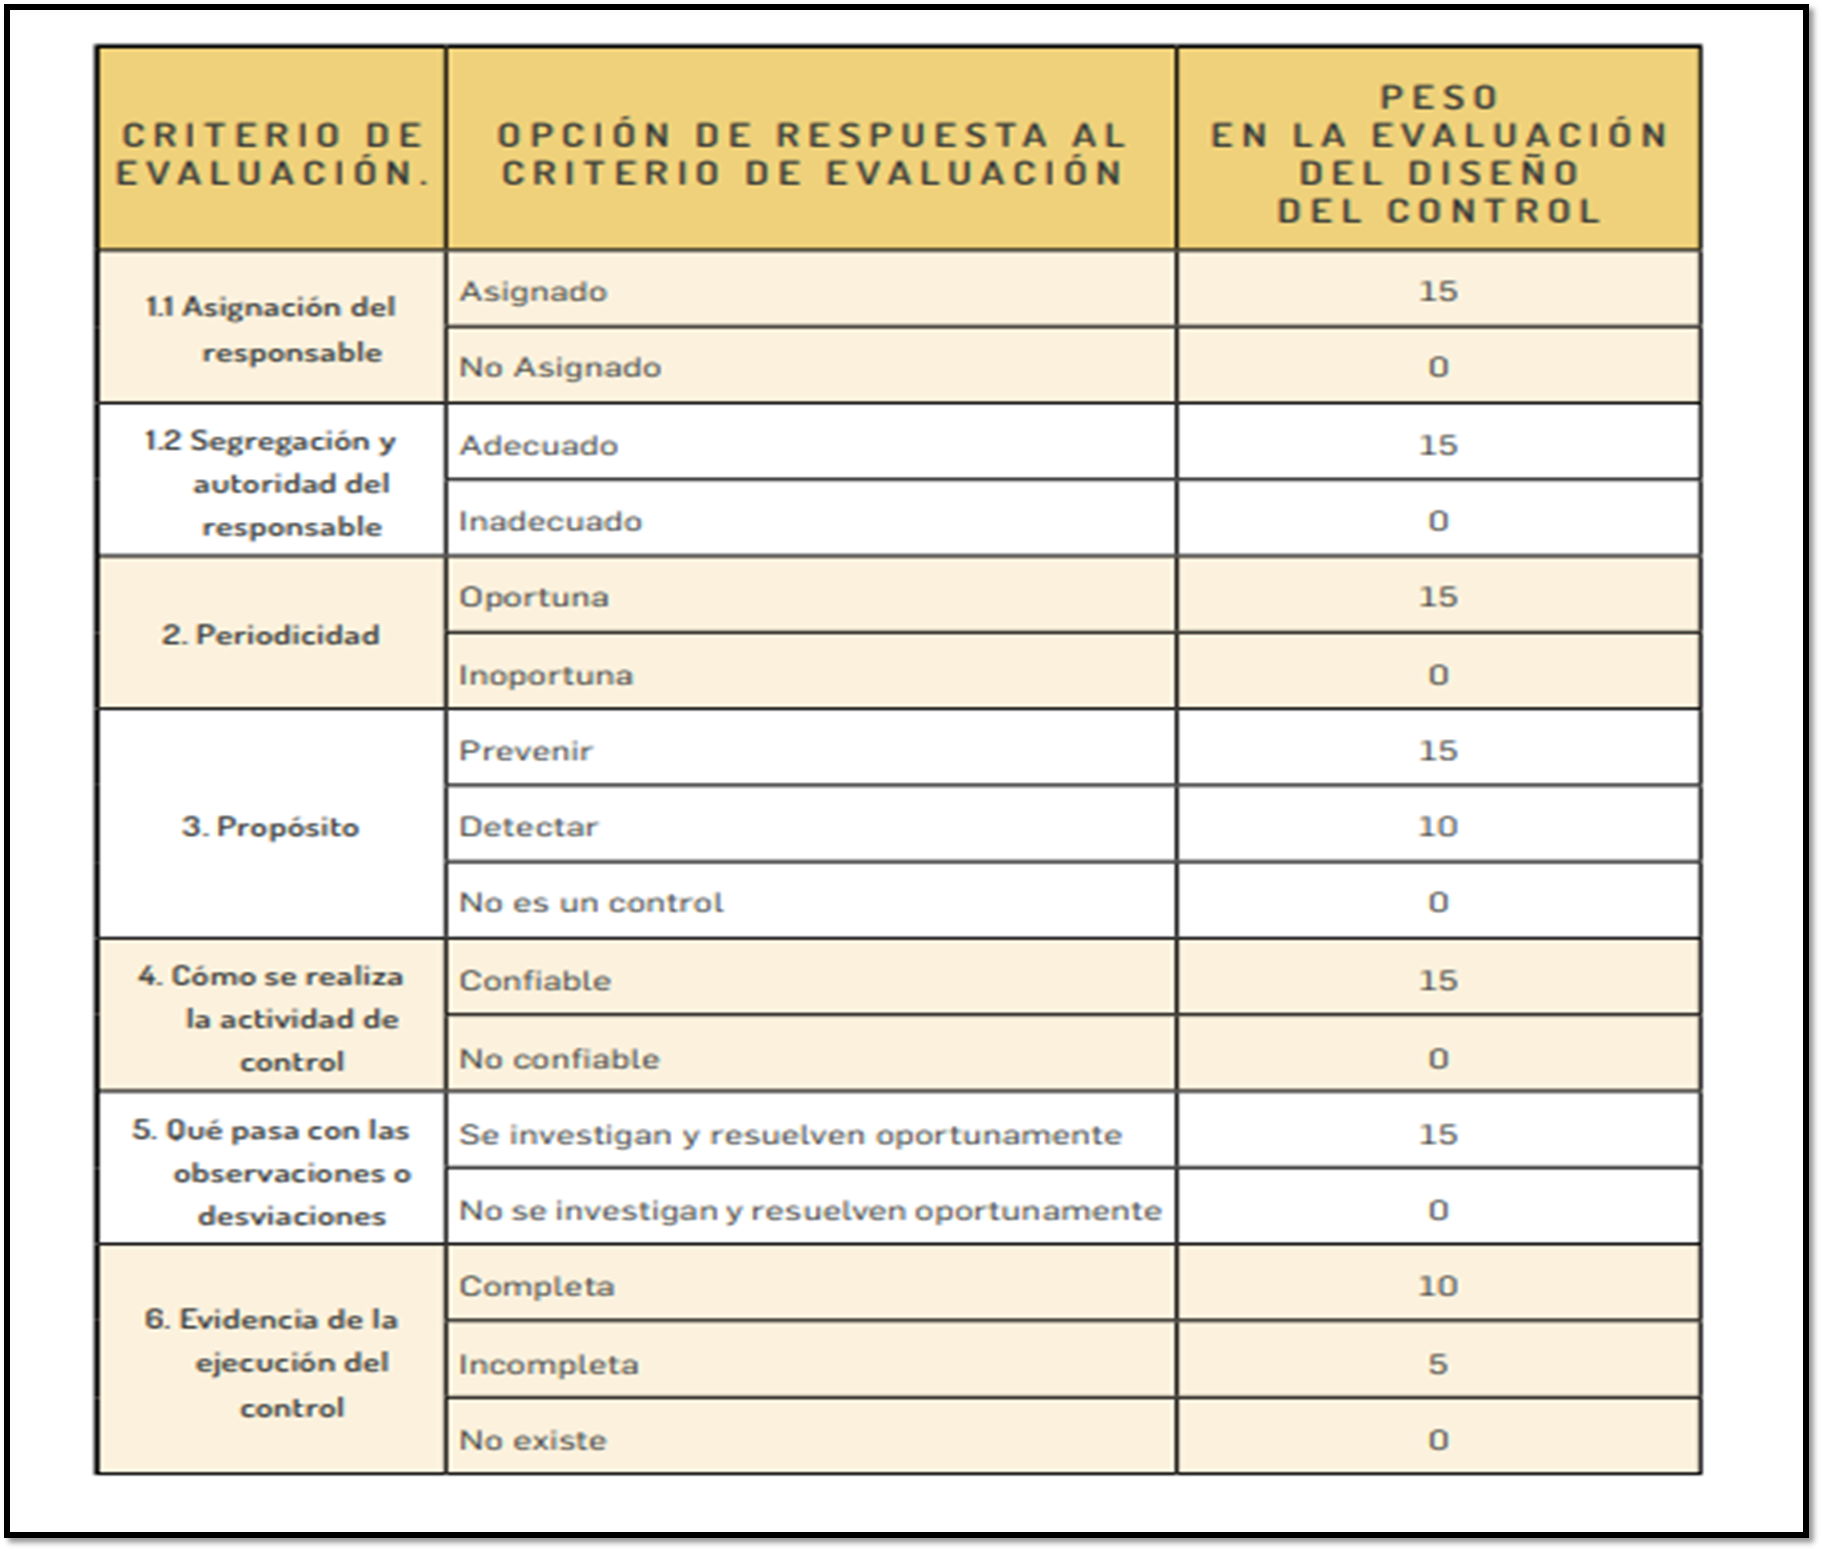 CRITERIO DE
EVALUACIÓN.
OPCIÓN DE RESPUESTA AL
CRITERIO DE EVALUACIÓN
PESO
EN LA EVALUACIÓN
DEL DISEÑO
DEL CONTROL
1.1 Asignación del
responsable
Asignado
15
No Asignado
0
1.2 Segregación y
autoridad del
responsable
Adecuado
15
Inadecuado
0
2. Periodicidad
Oportuna
15
Inoportuna
0
3. Propósito
Prevenir
15
Detectar
10
No es un control
0
4. Cómo se realiza
la actividad de
control
Confiable
15
No confiable
0
5. Qué pasa con las
observaciones o
desviaciones
Se investigan y resuelven oportunamente
15
No se investigan y resuelven oportunamente
0
6. Evidencia de la
ejecución del
control
Completa
10
Incompleta
5
No existe
0